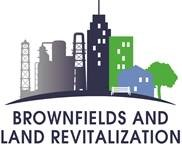 BROWNFIELDS AND
LAND REVITALIZATION